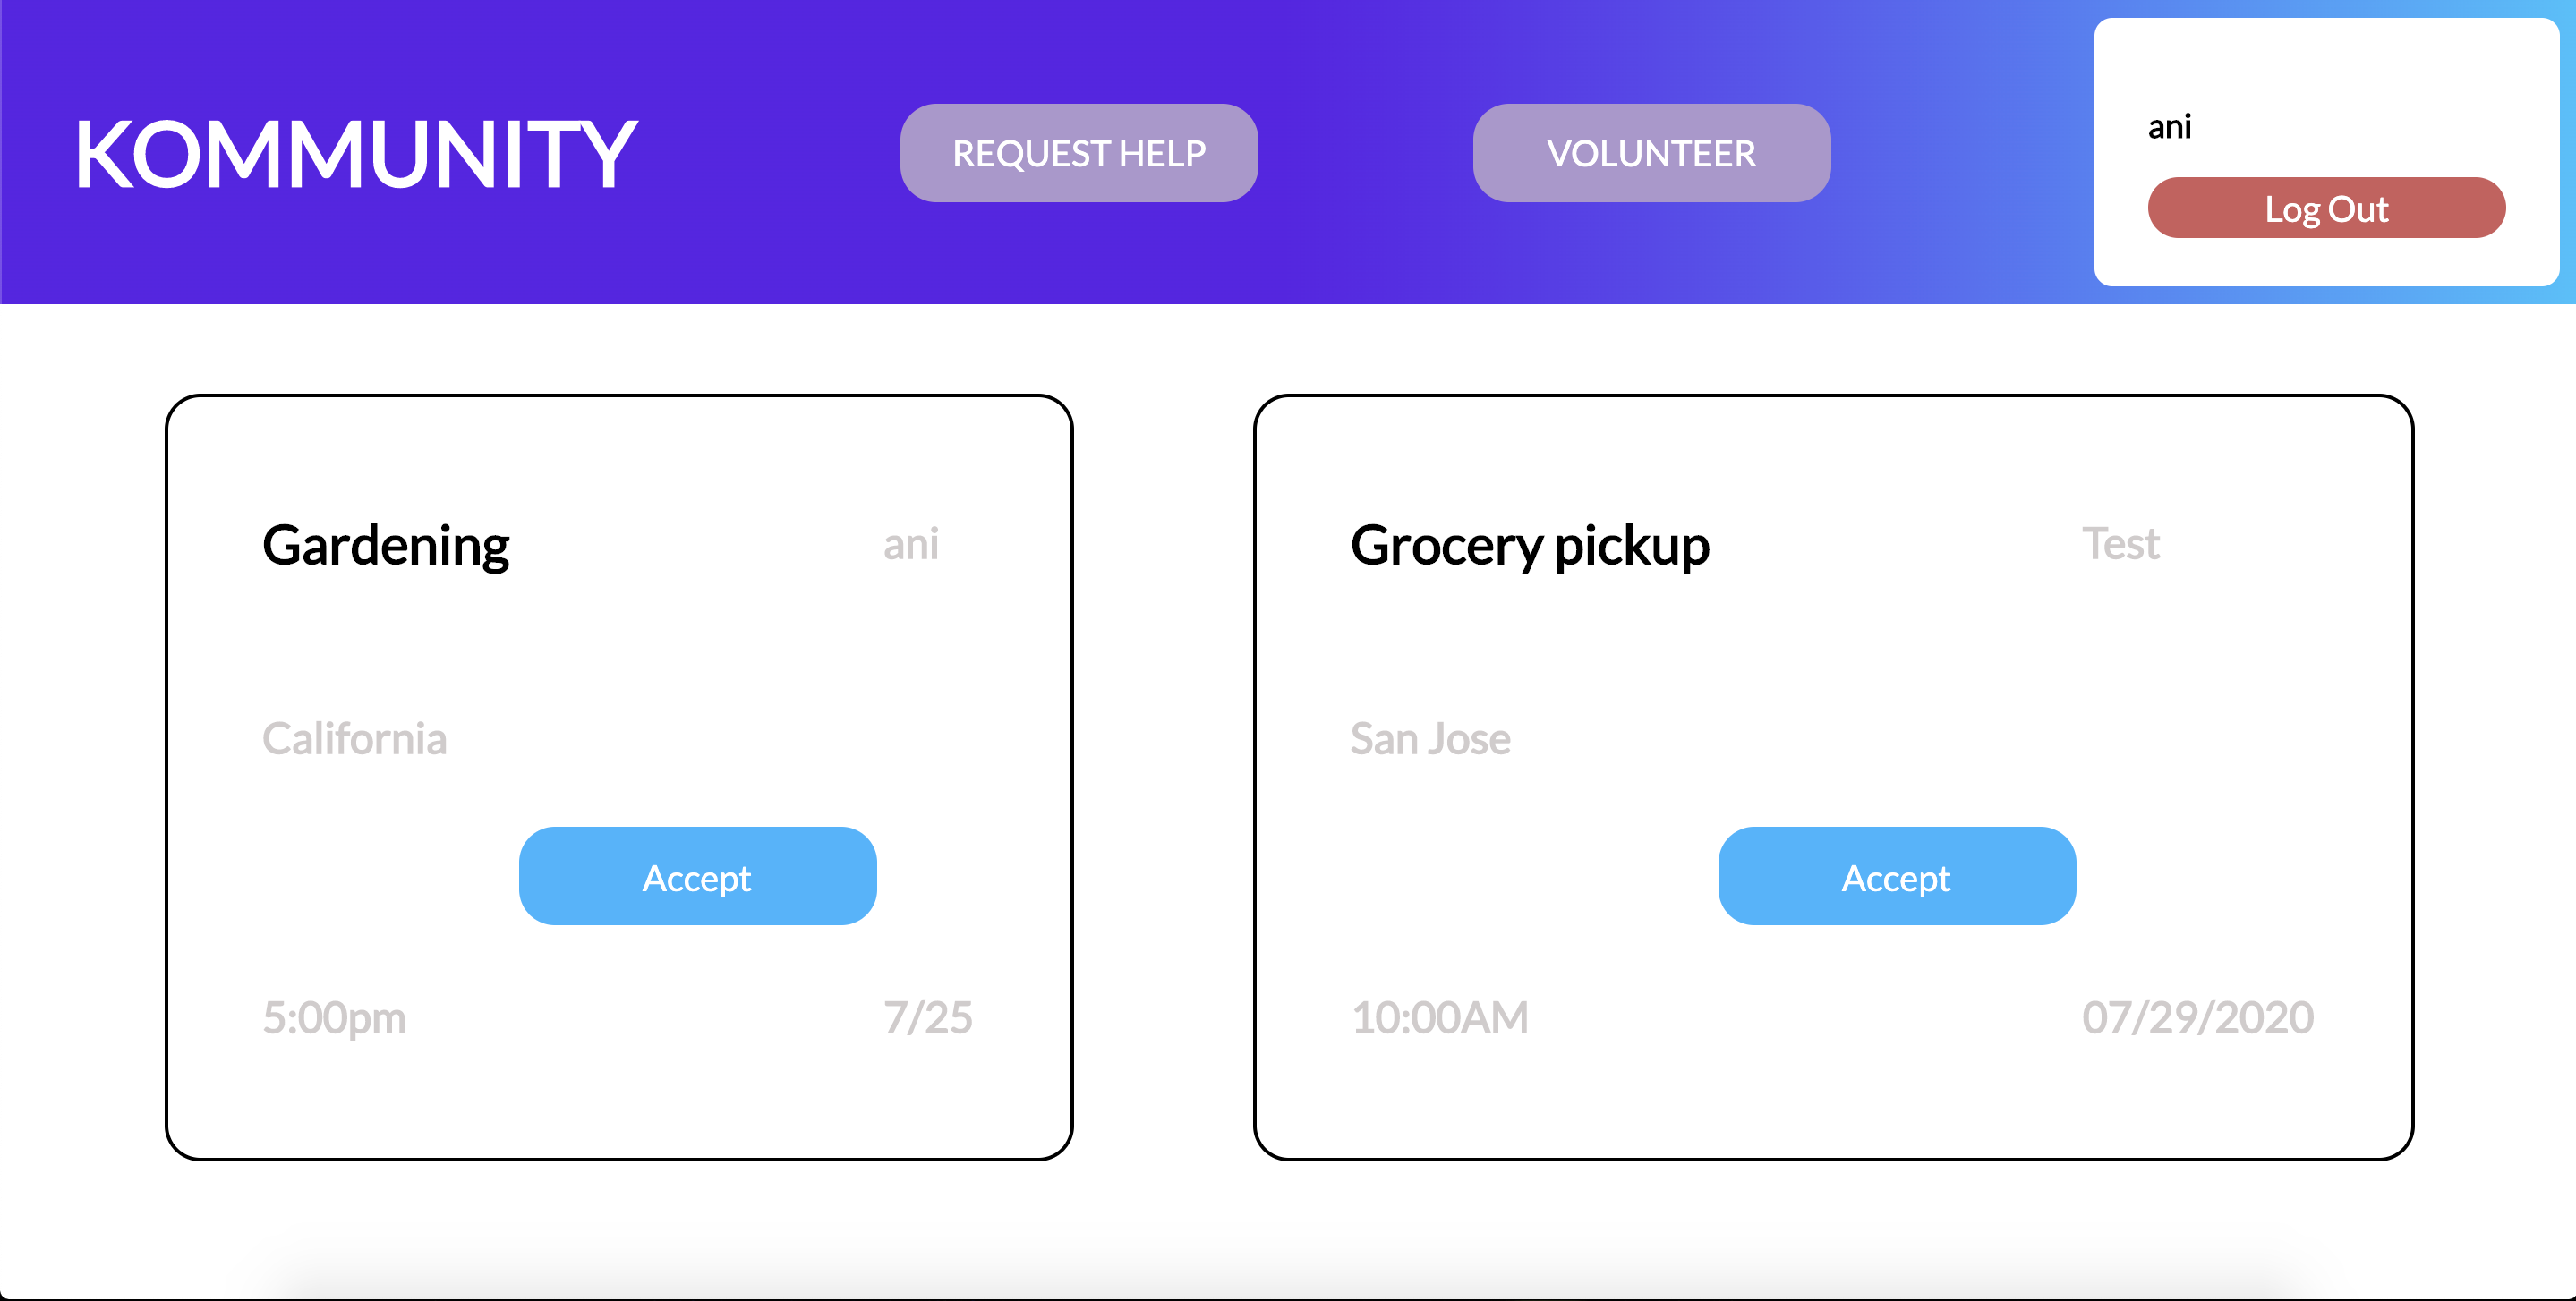 KOMMUNITY
REQUEST HELP
VOLUNTEER
ani
Log Out
Gardening
ani
California
Accept
5:00pm
7/25
Grocery pickup
Test
San Jose
Accept
10:00AM
07/29/2020